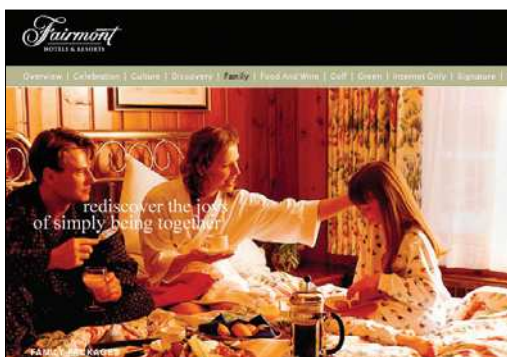 Fairmont
HOTELS & RESORTS
Overview | Celebration | Culture | Discovery | Family | Food And Wine | Golf | Green | Internet Only | Signature |
rediscover the joys
of simply being together
FAMILY PACKAGES